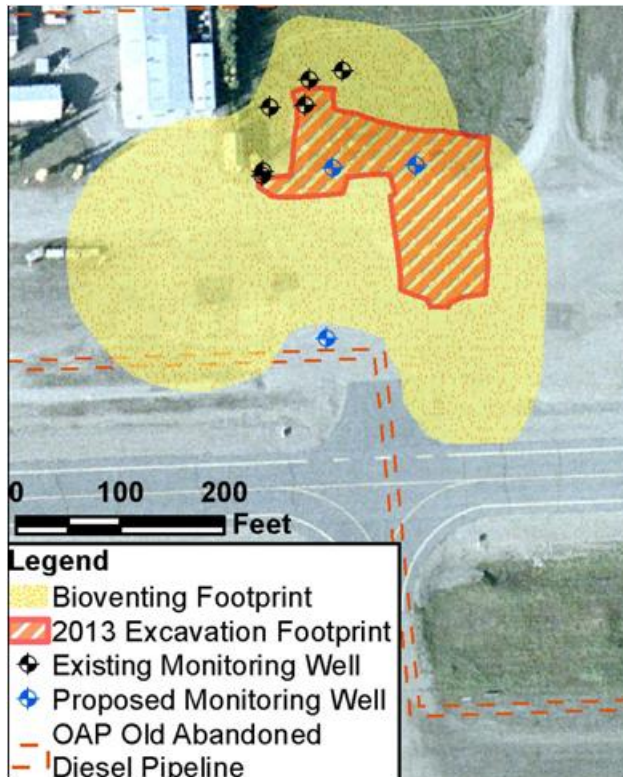 0 100 200
Feet
Legend
Bioventing Footprint
2013 Excavation Footprint
Existing Monitoring Well
Proposed Monitoring Well
OAP Old Abandoned
Diesel Pipeline